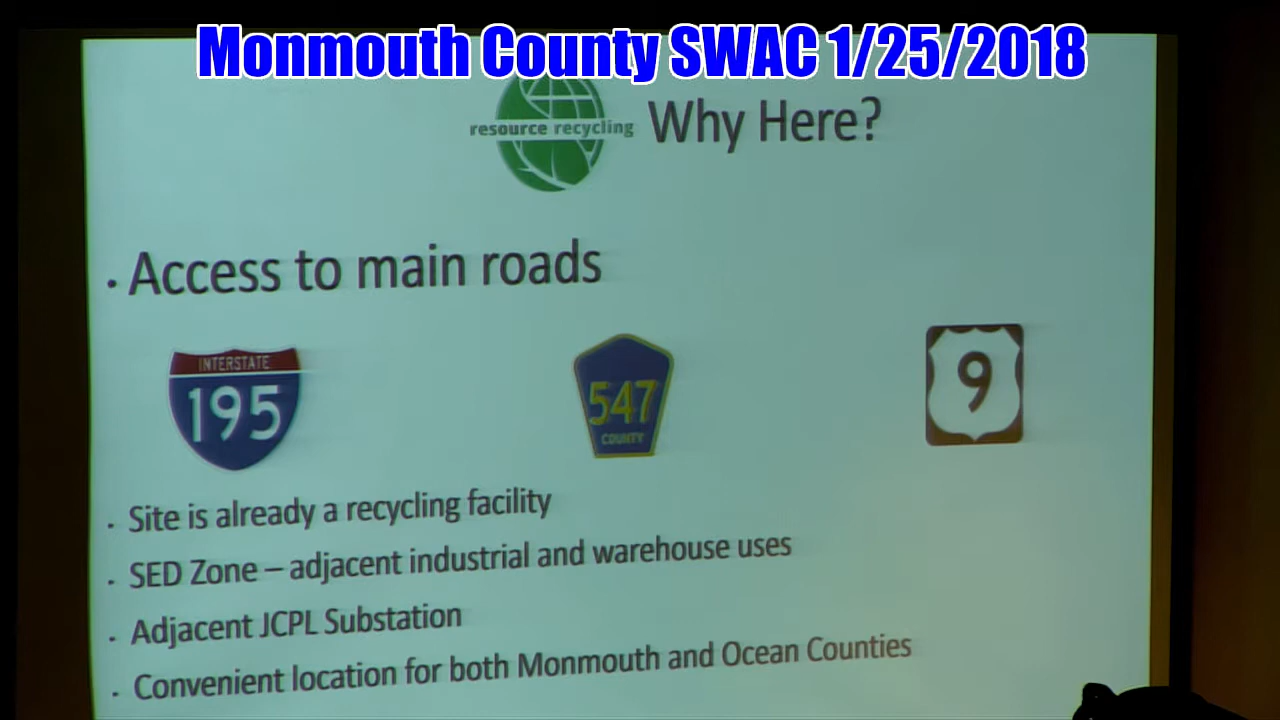 Monmouth County SWAC 1/25/2018
resource recycling Why Here?
· Access to main roads
INTERSTATE
195
547
COUNTY
9
· Site is already a recycling facility
· SED Zone – adjacent industrial and warehouse uses
· Adjacent JCPL Substation
· Convenient location for both Monmouth and Ocean Counties